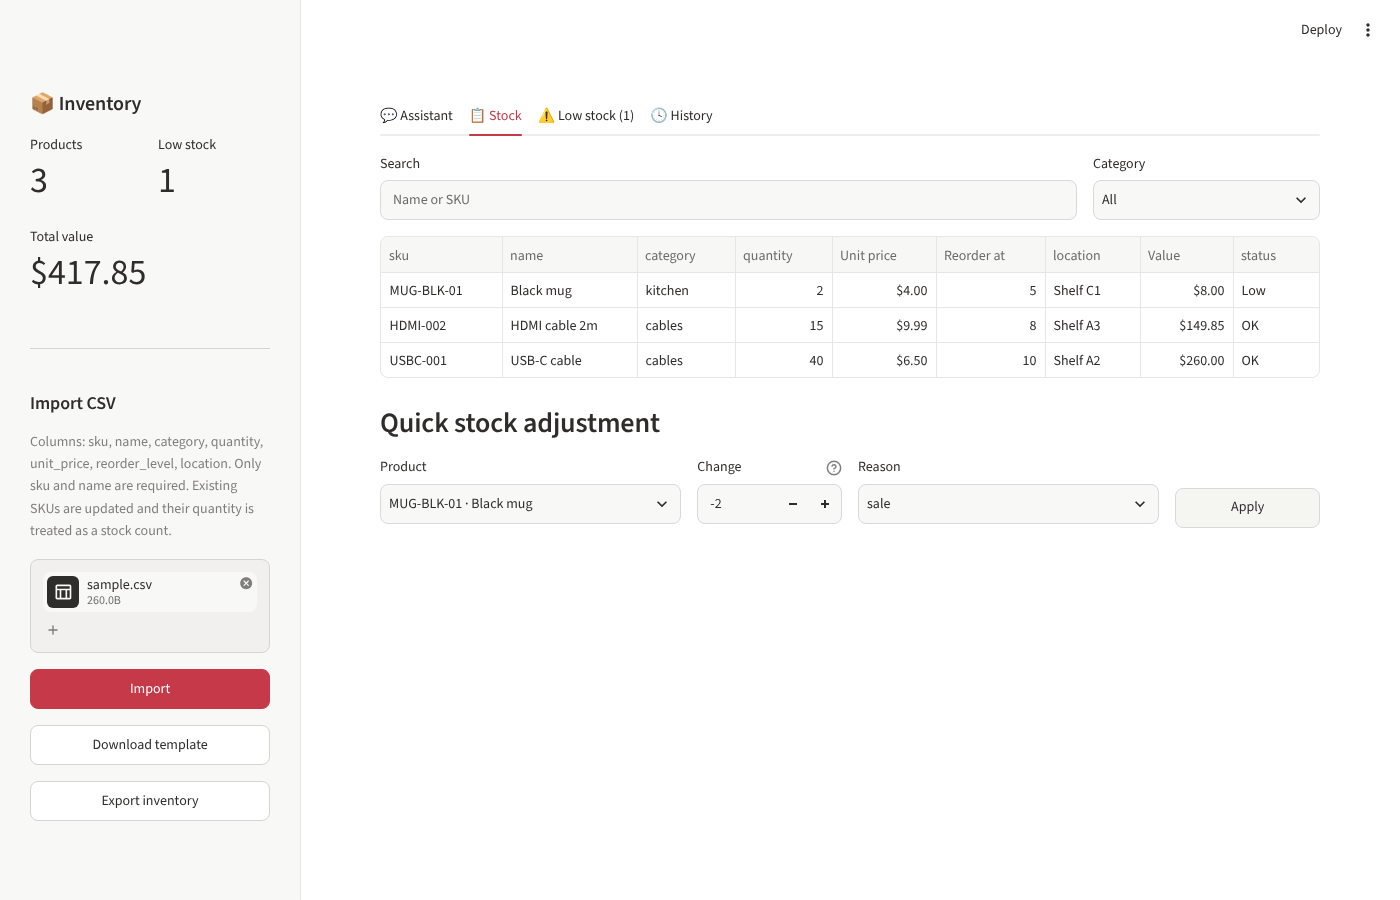 Deploy
📦 Inventory
Products
Low stock
3
1
Total value
$417.85
Import CSV
Columns: sku, name, category, quantity,
unit_price, reorder_level, location. Only
sku and name are required. Existing
SKUs are updated and their quantity is
treated as a stock count.
sample.csv
260.0B
Import
Download template
Export inventory
💬 Assistant 📋 Stock ⚠️ Low stock (1) 🕓 History
Search
Category
Name or SKU
All
sku name category quantity Unit price Reorder at location Value status
MUG-BLK-01 Black mug kitchen 2 $4.00 5 Shelf C1 $8.00 Low
HDMI-002 HDMI cable 2m cables 15 $9.99 8 Shelf A3 $149.85 OK
USBC-001 USB-C cable cables 40 $6.50 10 Shelf A2 $260.00 OK
Quick stock adjustment
Product Change Reason
MUG-BLK-01 · Black mug -2 sale Apply